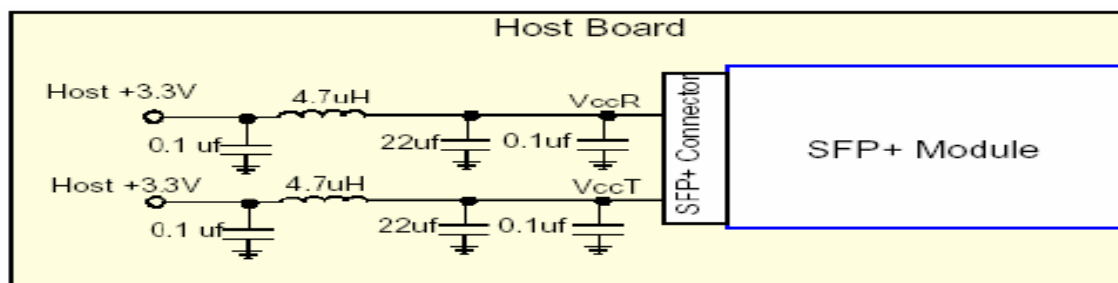 Host Board
Host +3.3V
4.7uH
VccR
0.1 uf
22uf
0.1uf
SFP+ Connector
SFP+ Module
Host +3.3V
4.7uH
VccT
0.1 uf
22uf
0.1uf